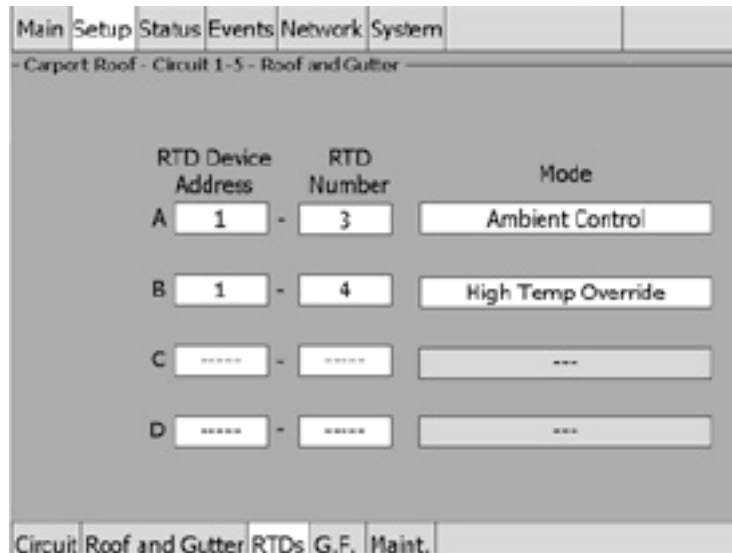 Main Setup Status Events Network System
Carport Roof - Circuit 1-5 - Roof and Gutter
RTD Device Address RTD Number Mode
A 1 - 3 Ambient Control
B 1 - 4 High Temp Override
C ----- - ----- ---
D ----- - ----- ---
Circuit Roof and Gutter RTDs G.F. Maint.